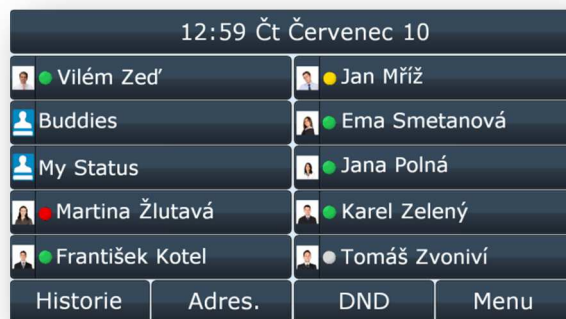 12:59 Čt Červenec 10
Vilém Zeď
Jan Mříž
Buddies
Ema Smetanová
My Status
Jana Polná
Martina Žlutavá
Karel Zelený
František Kotel
Tomáš Zvoniví
Historie
Adres.
DND
Menu